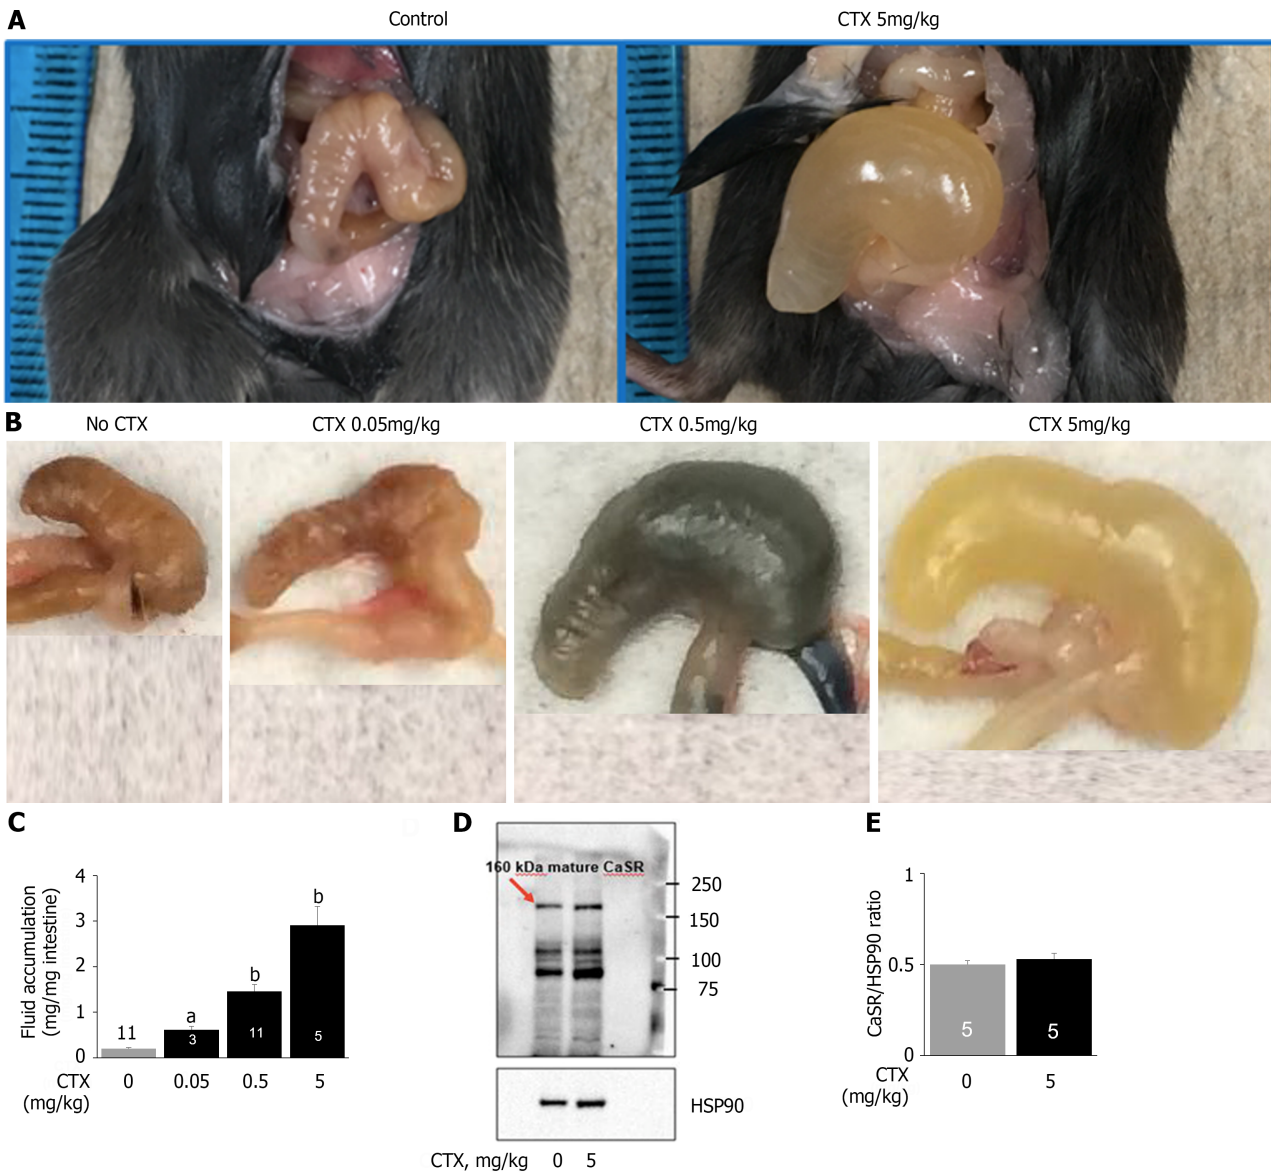 A
Control
CTX 5mg/kg
B
No CTX
CTX 0.05mg/kg
CTX 0.5mg/kg
CTX 5mg/kg
C
Fluid accumulation
(mg/mg intestine)
4
3
2
1
0
11
a
3
b
11
b
5
CTX
(mg/kg)
0
0.05
0.5
5
D
160 kDa mature CaSR
250
150
100
75
HSP90
CTX, mg/kg
0
5
E
CaSR/HSP90 ratio
1
0.5
0
5
5
CTX
(mg/kg)
0
5